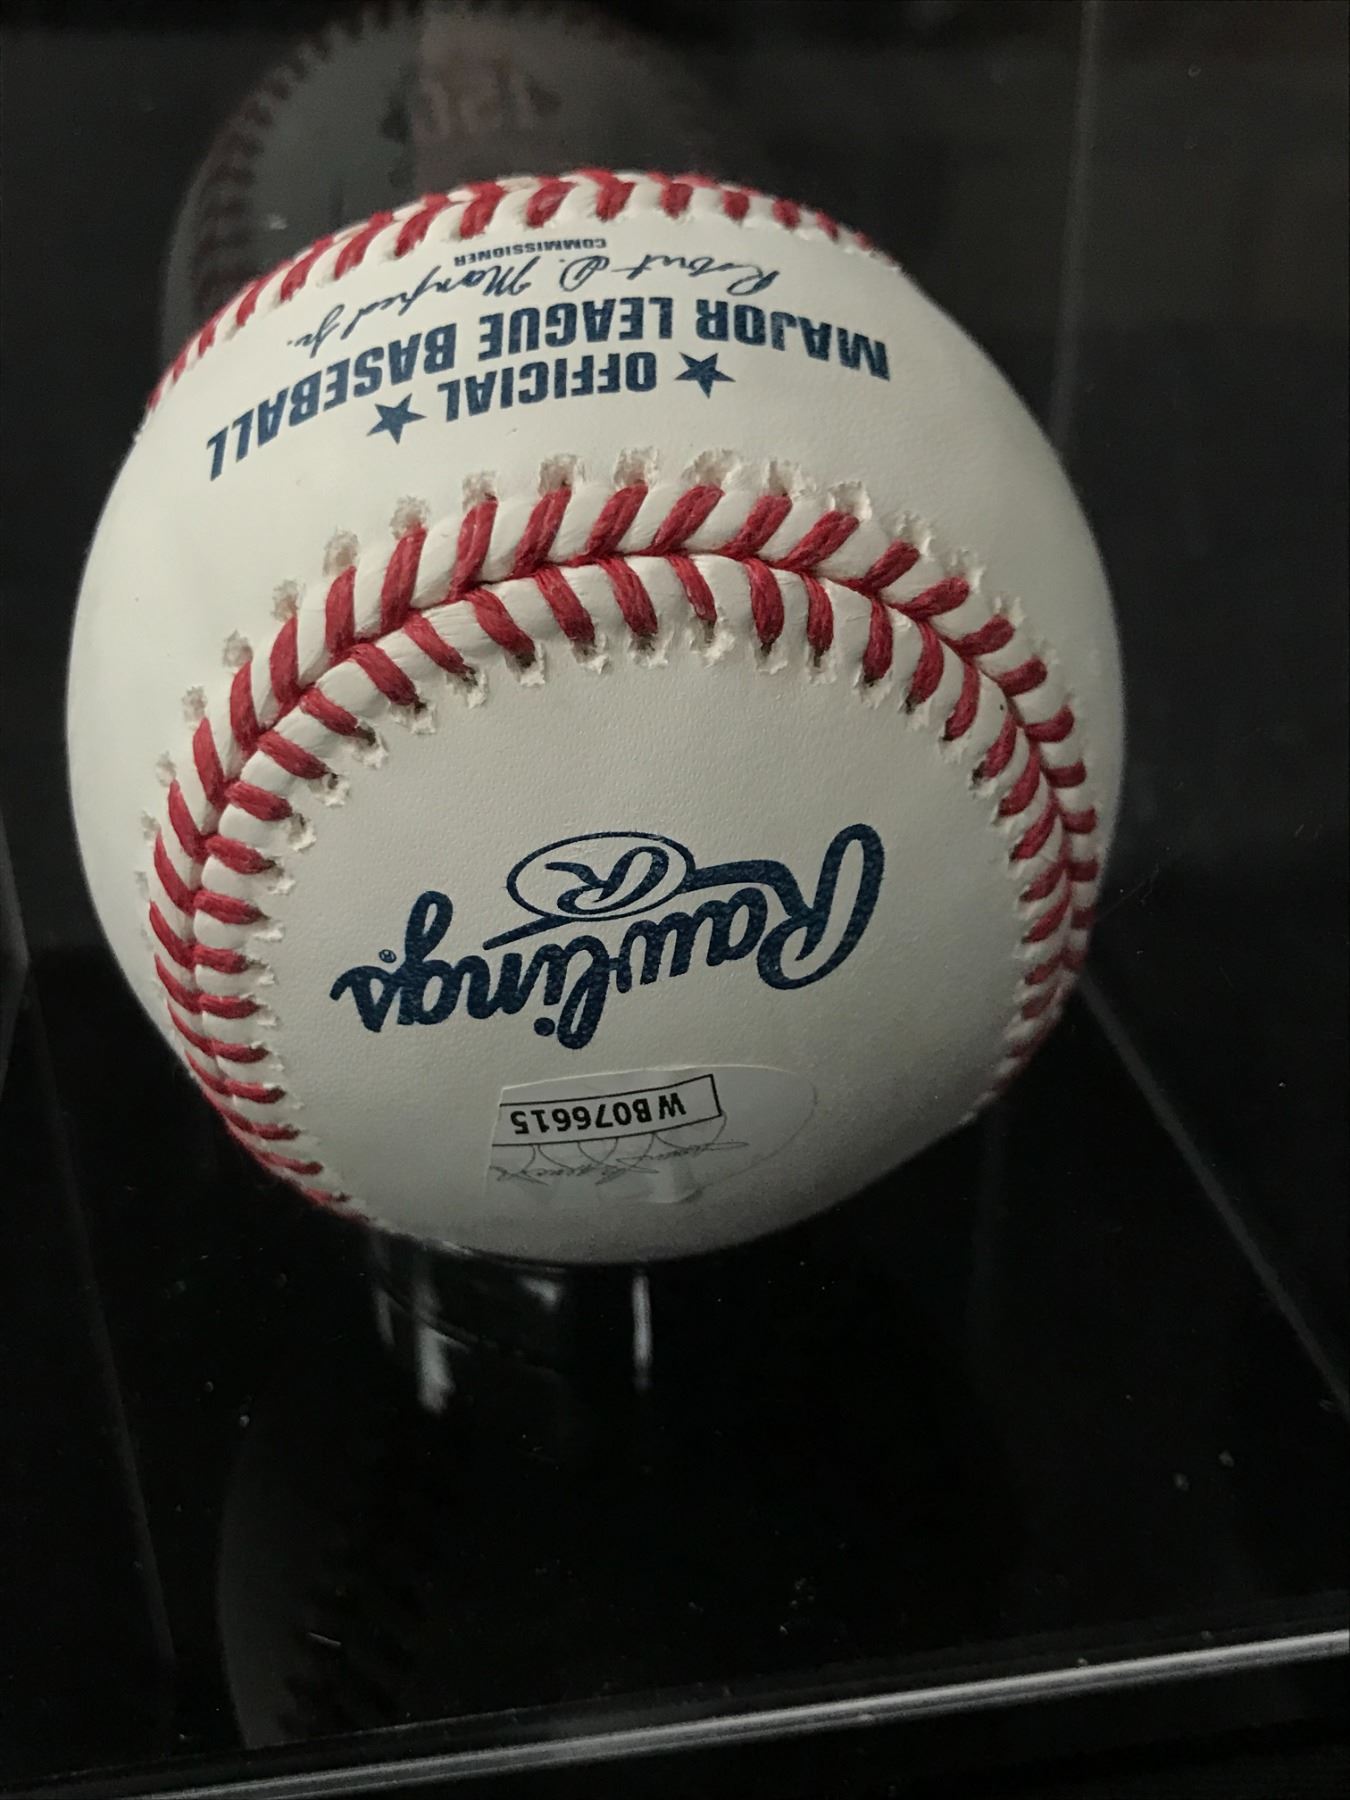 Rawlings®
R
★ OFFICIAL ★
MAJOR LEAGUE BASEBALL
Robert D. Manfred Jr.
COMMISSIONER
WB076615